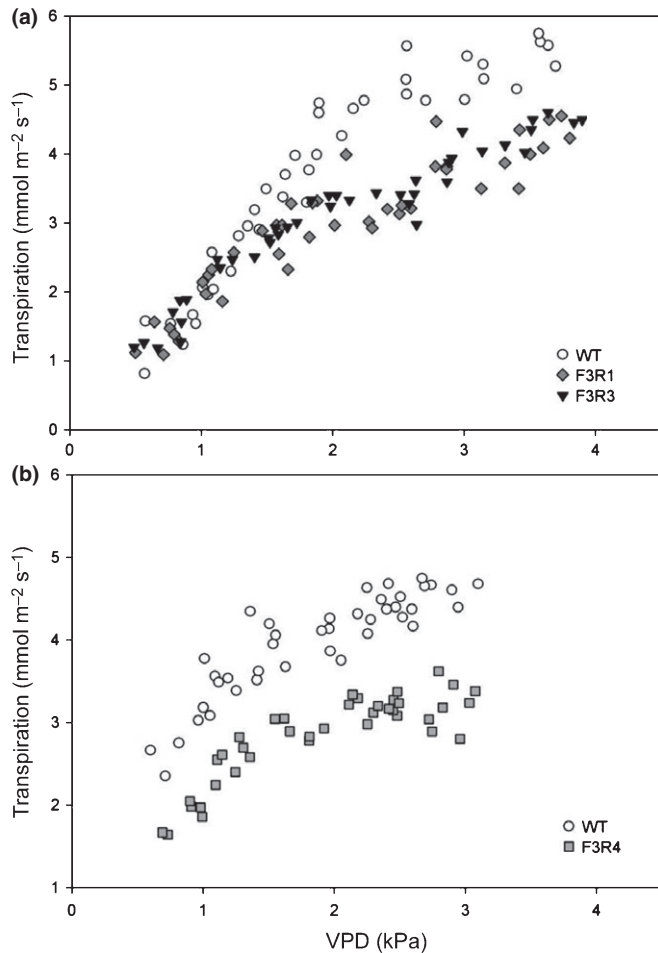 (a)
6
5
4
3
2
1
0
Transpiration (mmol m⁻² s⁻¹)
WT
F3R1
F3R3
0 1 2 3 4
(b)
6
5
4
3
2
1
Transpiration (mmol m⁻² s⁻¹)
WT
F3R4
0 1 2 3 4
VPD (kPa)